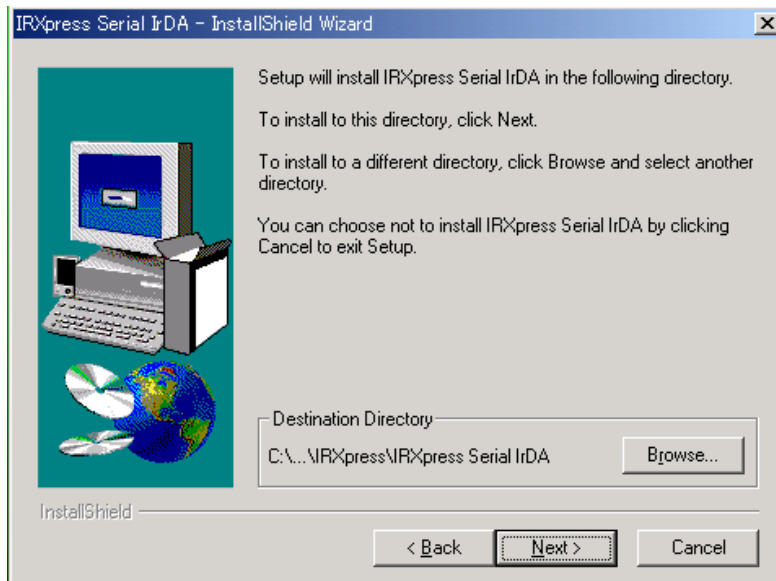 IRXpress Serial IrDA - InstallShield Wizard
Setup will install IRXpress Serial IrDA in the following directory.
To install to this directory, click Next.
To install to a different directory, click Browse and select another
directory.
You can choose not to install IRXpress Serial IrDA by clicking
Cancel to exit Setup.
Destination Directory
C:\...\IRXpress\IRXpress Serial IrDA
Browse...
InstallShield
< Back
Next >
Cancel